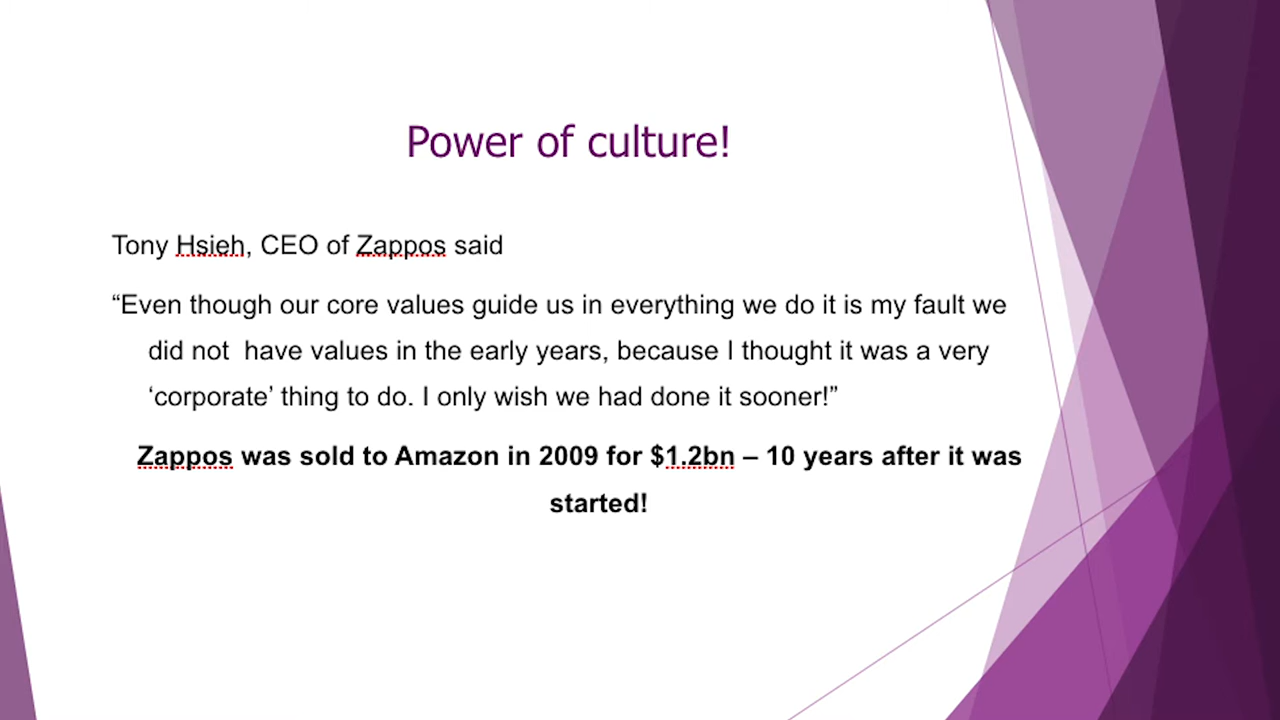 Power of culture!
Tony Hsieh, CEO of Zappos said
“Even though our core values guide us in everything we do it is my fault we
did not  have values in the early years, because I thought it was a very
‘corporate’ thing to do. I only wish we had done it sooner!”
Zappos was sold to Amazon in 2009 for $1.2bn – 10 years after it was
started!